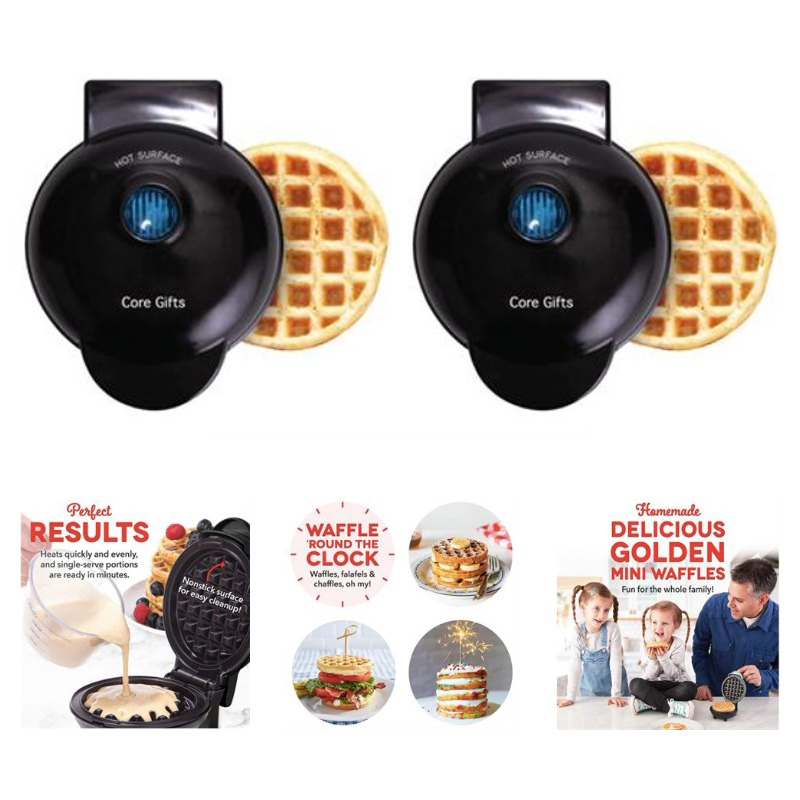 HOT SURFACE
Core Gifts
HOT SURFACE
Core Gifts
Perfect
RESULTS
Heats quickly and evenly,
and single-serve portions
are ready in minutes.
Nonstick surface
for easy cleanup!
WAFFLE
'ROUND THE
CLOCK
Waffles, falafels &
chaffles, oh my!
Homemade
DELICIOUS
GOLDEN
MINI WAFFLES
Fun for the whole family!